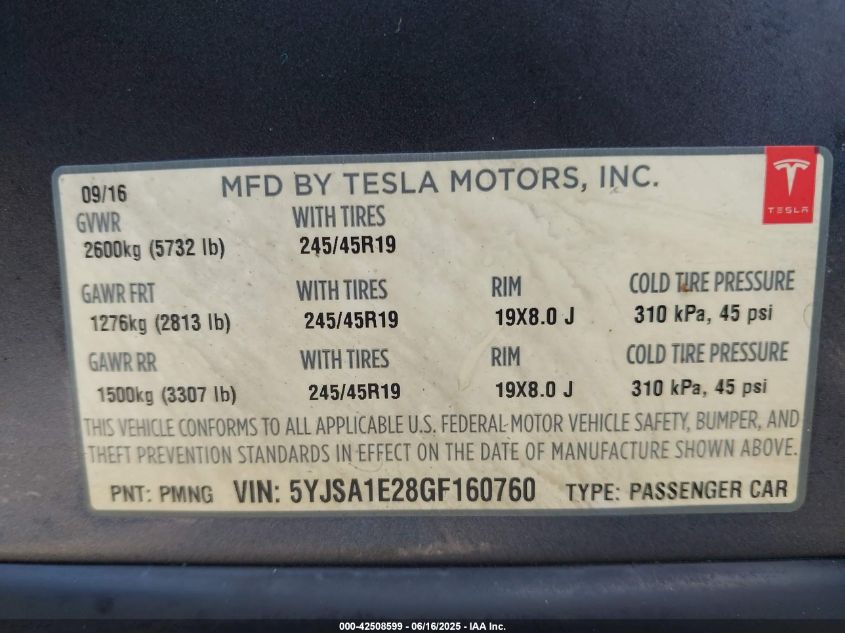 09/16 MFD BY TESLA MOTORS, INC.
TESLA
GVWR WITH TIRES
2600kg (5732 lb) 245/45R19
GAWR FRT WITH TIRES RIM COLD TIRE PRESSURE
1276kg (2813 lb) 245/45R19 19X8.0 J 310 kPa, 45 psi
GAWR RR WITH TIRES RIM COLD TIRE PRESSURE
1500kg (3307 lb) 245/45R19 19X8.0 J 310 kPa, 45 psi
THIS VEHICLE CONFORMS TO ALL APPLICABLE U.S. FEDERAL MOTOR VEHICLE SAFETY, BUMPER, AND
THEFT PREVENTION STANDARDS IN EFFECT ON THE DATE OF MANUFACTURE SHOWN ABOVE.
PNT: PMNG VIN: 5YJSA1E28GF160760 TYPE: PASSENGER CAR
000-42508599 - 06/16/2025 - IAA Inc.